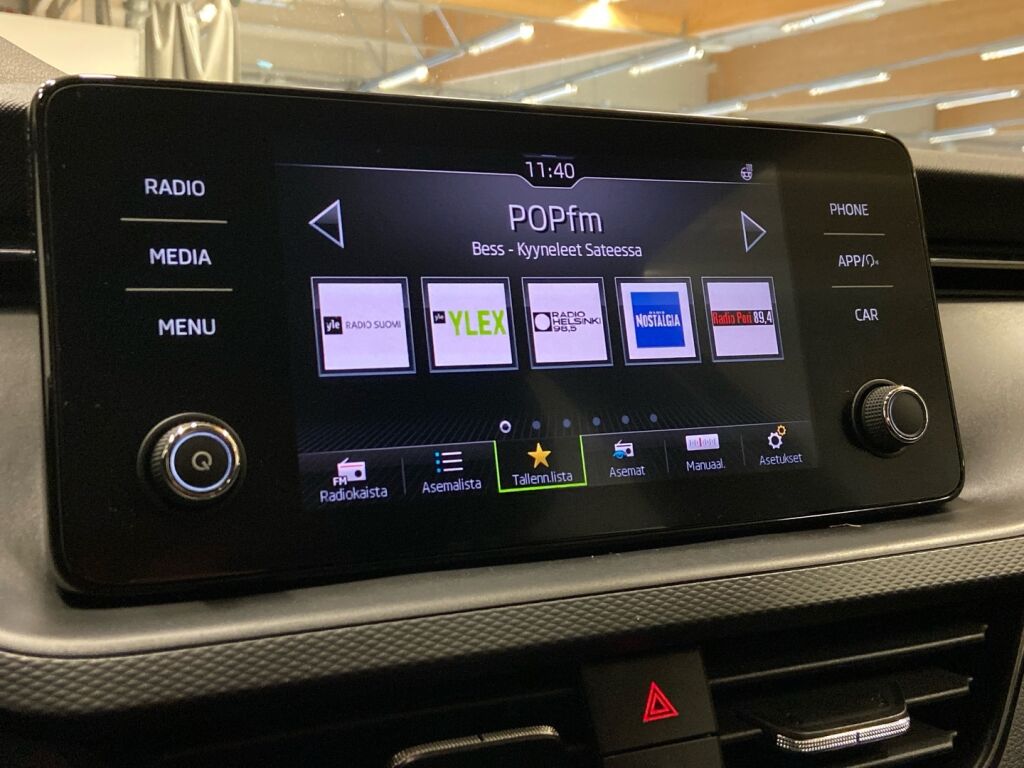 11:40
RADIO
MEDIA
MENU
POPfm
Bess - Kyyneleet Sateessa
yle RADIO SUOMI
yle YLEX
RADIO
HELSINKI
98,5
RADIO
NOSTALGIA
Radio Pori 89,4
PHONE
APP/
CAR
FM
Radiokaista
Asemalista
Tallenn.lista
Asemat
Manuaal.
Asetukset